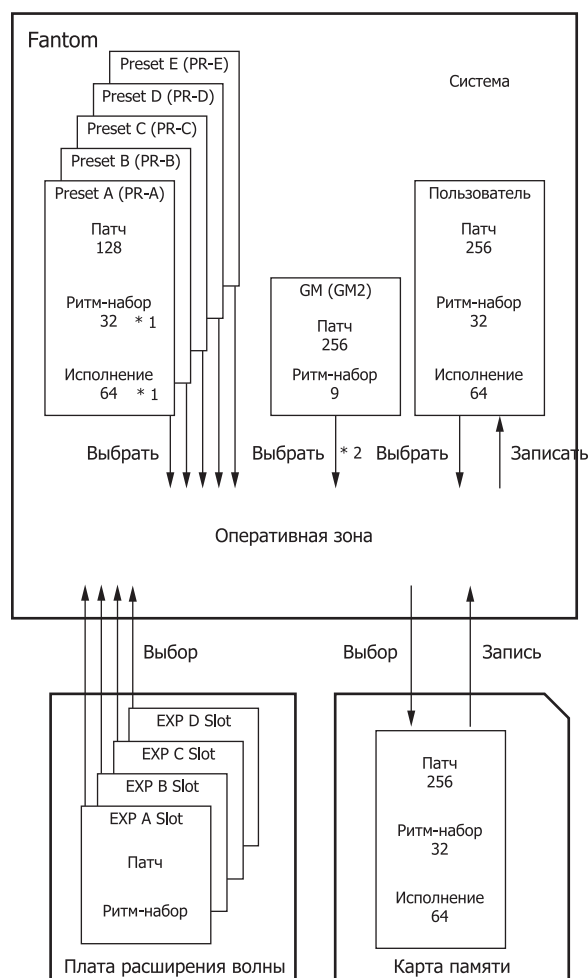 Fantom
Preset E (PR-E)
Preset D (PR-D)
Preset C (PR-C)
Preset B (PR-B)
Preset A (PR-A)
Патч
128
Ритм-набор
32 * 1
Исполнение
64 * 1
Система
GM (GM2)
Патч
256
Ритм-набор
9
Пользователь
Патч
256
Ритм-набор
32
Исполнение
64
Выбрать
Выбрать * 2
Выбрать
Записать
Оперативная зона
Выбор
Выбор
Запись
EXP D Slot
EXP C Slot
EXP B Slot
EXP A Slot
Патч
Ритм-набор
Плата расширения волны
Патч
256
Ритм-набор
32
Исполнение
64
Карта памяти